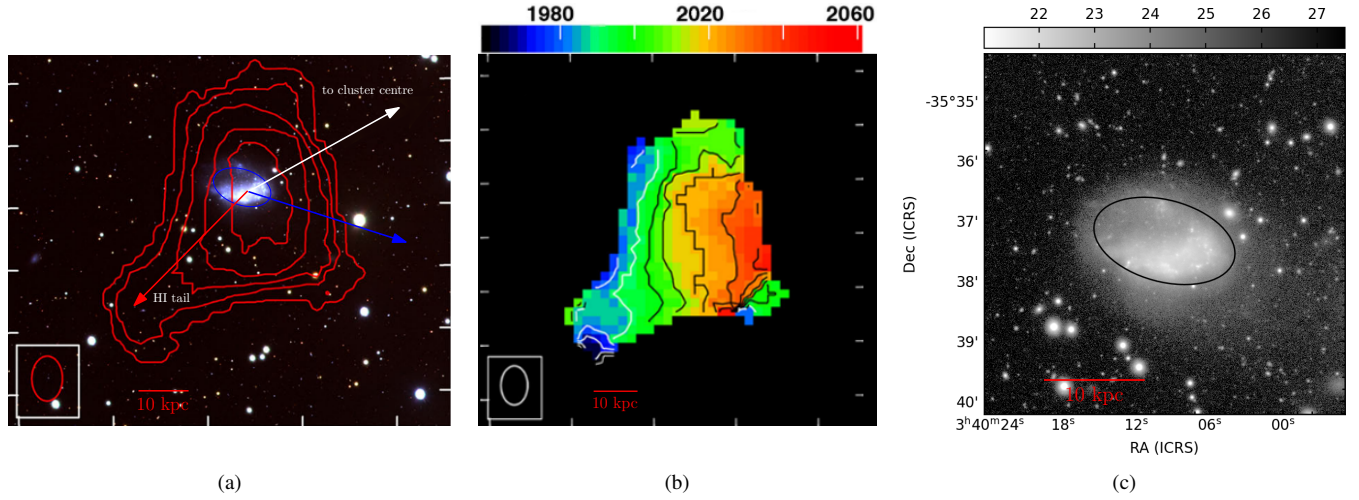 1980 2020 2060
22 23 24 25 26 27
to cluster centre
HI tail
10 kpc
10 kpc
Dec (ICRS)
-35°35'
36'
37'
38'
39'
40'
10 kpc
3ʰ40ᵐ24ˢ 18ˢ 12ˢ 06ˢ 00ˢ
RA (ICRS)
(a) (b) (c)